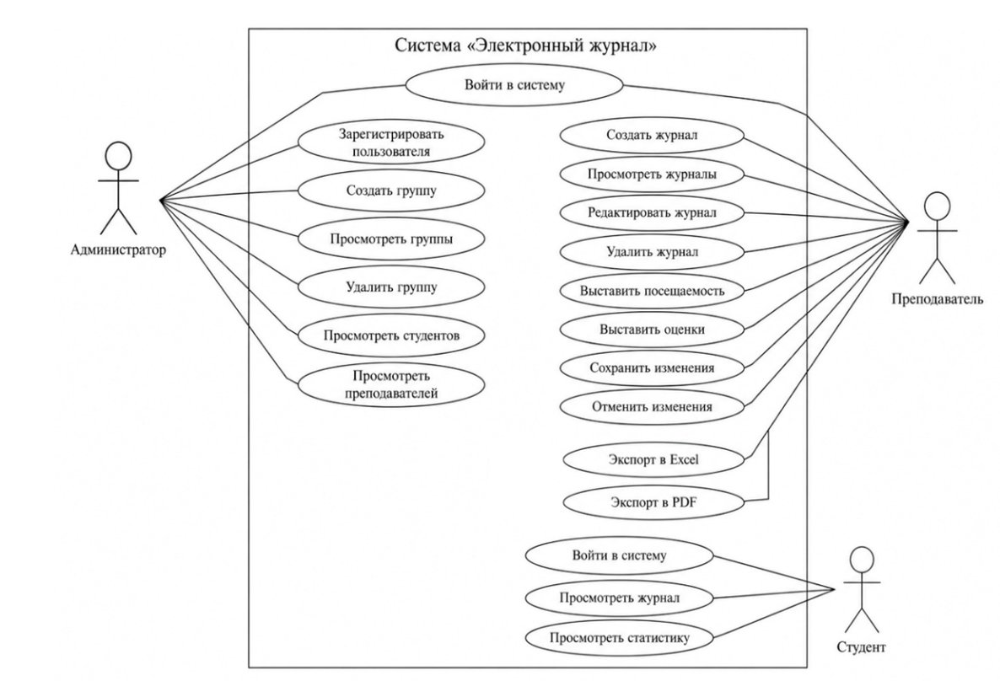 Система «Электронный журнал»
Войти в систему
Зарегистрировать
пользователя
Создать группу
Просмотреть группы
Удалить группу
Просмотреть студентов
Просмотреть
преподавателей
Администратор
Создать журнал
Просмотреть журналы
Редактировать журнал
Удалить журнал
Выставить посещаемость
Выставить оценки
Сохранить изменения
Отменить изменения
Экспорт в Excel
Экспорт в PDF
Преподаватель
Войти в систему
Просмотреть журнал
Просмотреть статистику
Студент